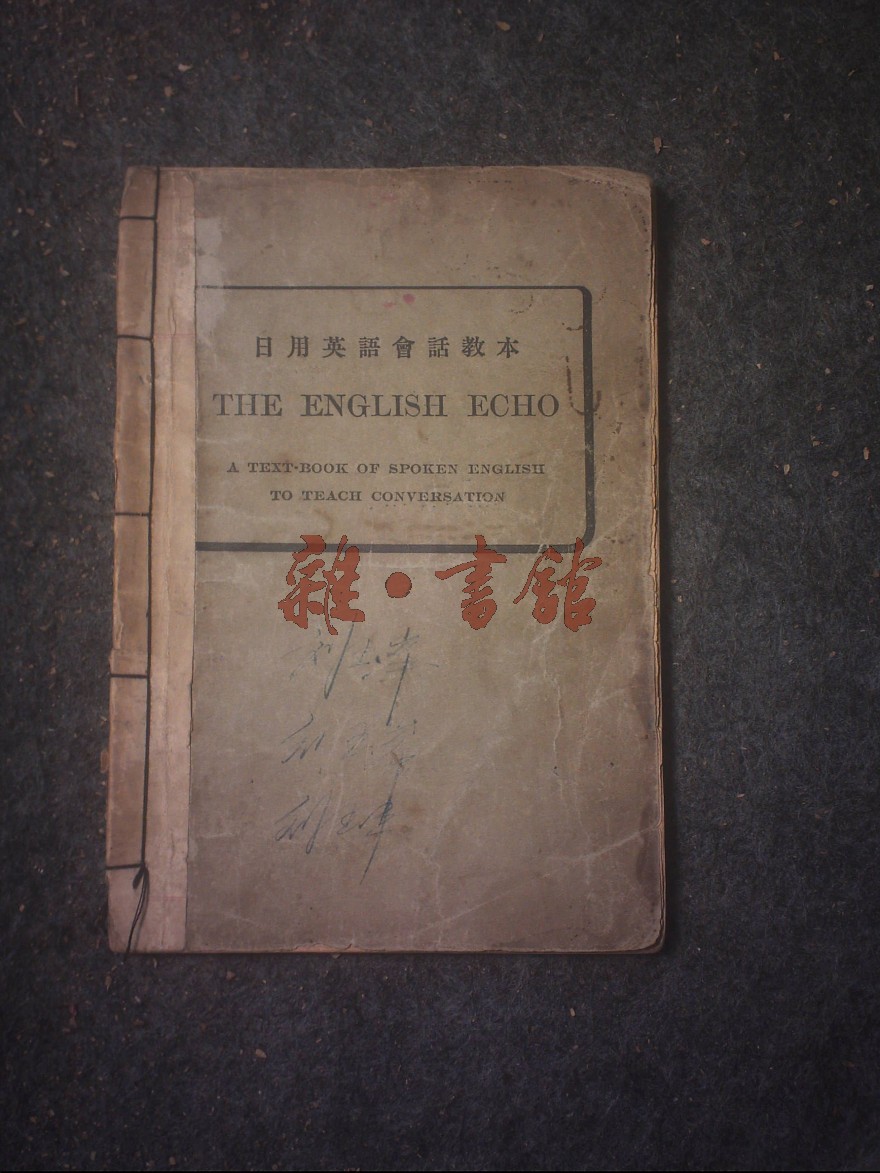 日用英語會話教本
THE ENGLISH ECHO
A TEXT-BOOK OF SPOKEN ENGLISH
TO TEACH CONVERSATION
雜·書館